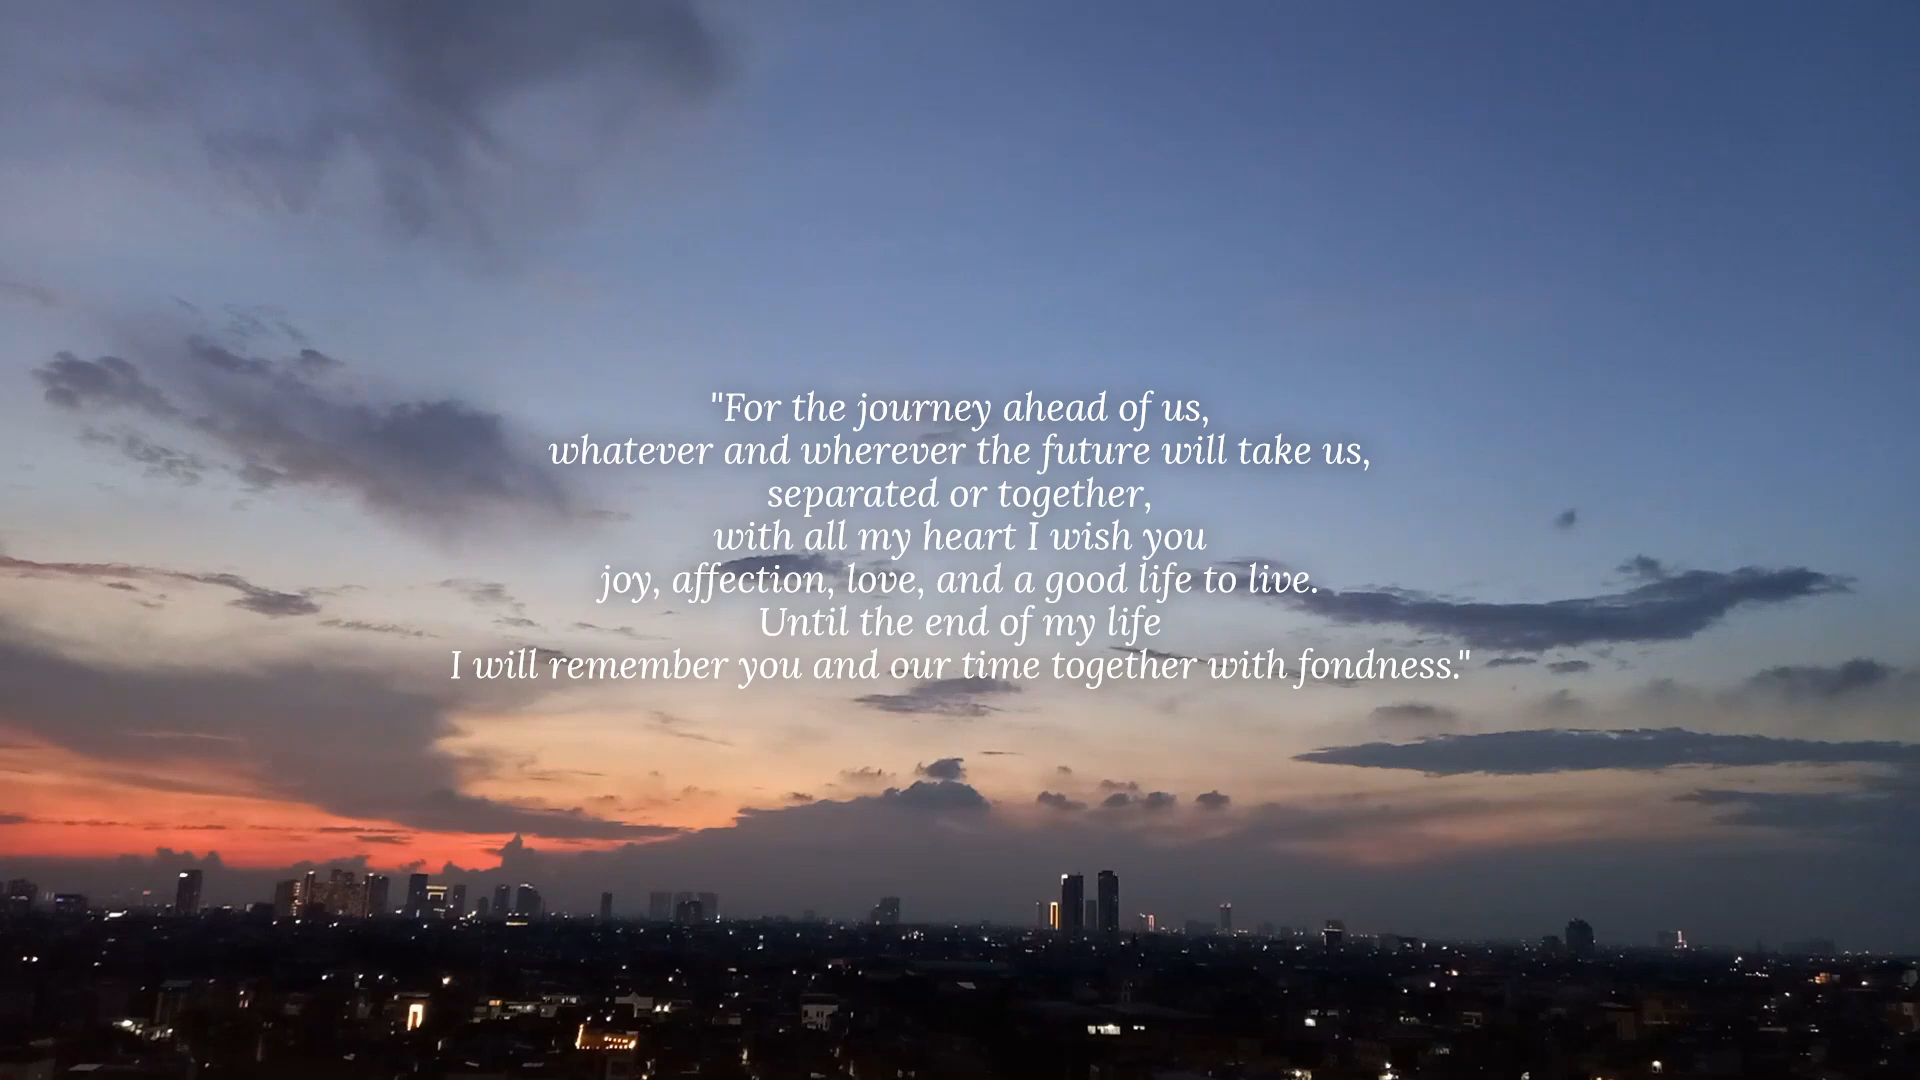 "For the journey ahead of us,
whatever and wherever the future will take us,
separated or together,
with all my heart I wish you
joy, affection, love, and a good life to live.
Until the end of my life
I will remember you and our time together with fondness."